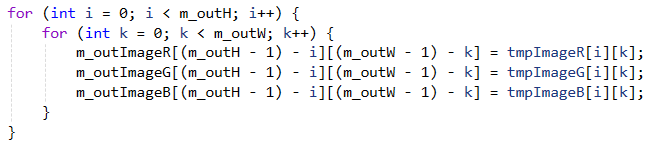 for (int i = 0; i < m_outH; i++) {
    for (int k = 0; k < m_outW; k++) {
        m_outImageR[(m_outH - 1) - i][(m_outW - 1) - k] = tmpImageR[i][k];
        m_outImageG[(m_outH - 1) - i][(m_outW - 1) - k] = tmpImageG[i][k];
        m_outImageB[(m_outH - 1) - i][(m_outW - 1) - k] = tmpImageB[i][k];
    }
}